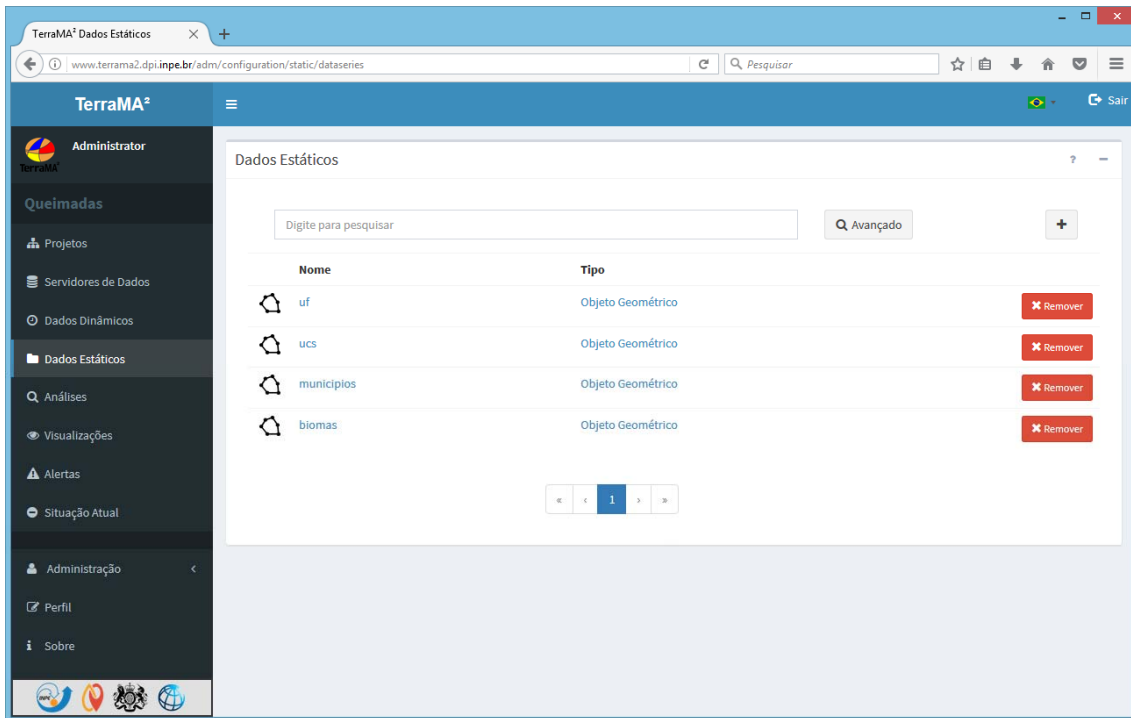 TerraMA² Dados Estáticos
www.terrama2.dpi.inpe.br/adm/configuration/static/dataseries
Pesquisar
TerraMA²
Sair
Administrator
TerraMA²
Dados Estáticos
?
Queimadas
Digite para pesquisar
Avançado
Projetos
Servidores de Dados
Dados Dinâmicos
Dados Estáticos
Análises
Visualizações
Alertas
Situação Atual
Administração
Perfil
Sobre
Nome Tipo
uf Objeto Geométrico Remover
ucs Objeto Geométrico Remover
municipios Objeto Geométrico Remover
biomas Objeto Geométrico Remover
« ‹ 1 › »